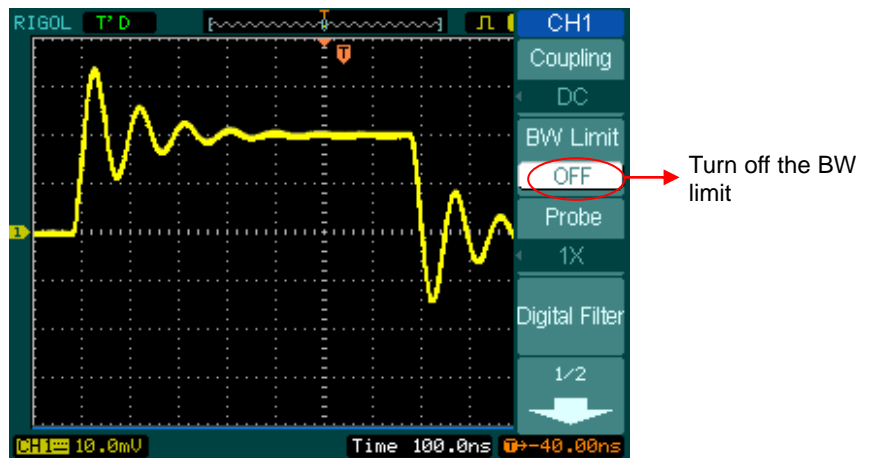 RIGOL T'D CH1
T
Coupling
DC
BW Limit
OFF
Turn off the BW
limit
Probe
1
1X
Digital Filter
1/2
CH1 10.0mV Time 100.0ns T→-40.00ns